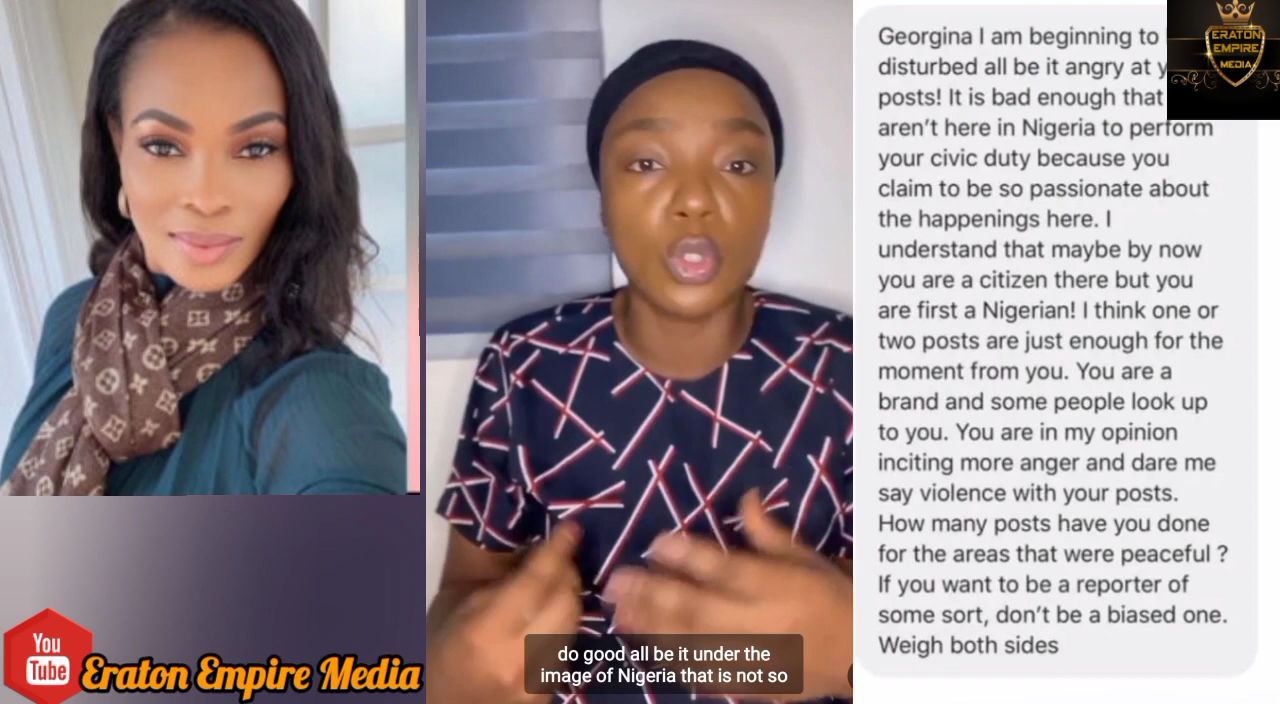 You
Tube
Eraton Empire Media
do good all be it under the
image of Nigeria that is not so
Georgina I am beginning to
disturbed all be it angry at y
posts! It is bad enough that
aren't here in Nigeria to perform
your civic duty because you
claim to be so passionate about
the happenings here. I
understand that maybe by now
you are a citizen there but you
are first a Nigerian! I think one or
two posts are just enough for the
moment from you. You are a
brand and some people look up
to you. You are in my opinion
inciting more anger and dare me
say violence with your posts.
How many posts have you done
for the areas that were peaceful ?
If you want to be a reporter of
some sort, don't be a biased one.
Weigh both sides
ERATON
EMPIRE
MEDIA